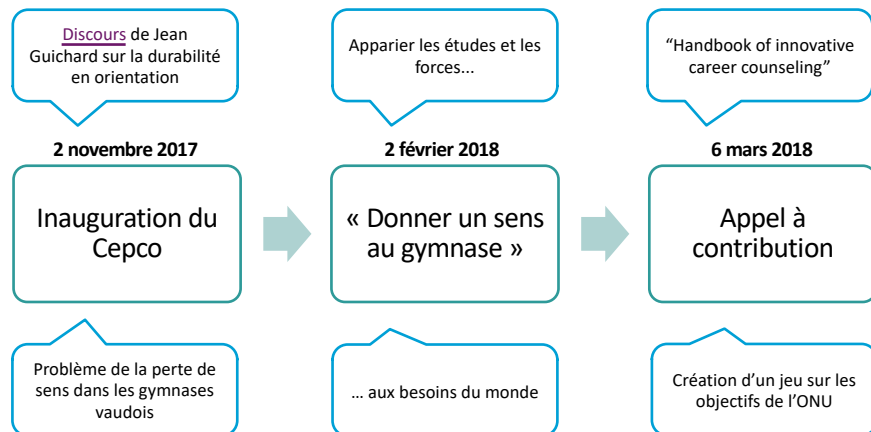 Discours de Jean
Guichard sur la durabilité
en orientation
2 novembre 2017
Inauguration du
Cepco
Problème de la perte de
sens dans les gymnases
vaudois
Apparier les études et les
forces...
2 février 2018
« Donner un sens
au gymnase »
... aux besoins du monde
“Handbook of innovative
career counseling”
6 mars 2018
Appel à
contribution
Création d’un jeu sur les
objectifs de l’ONU